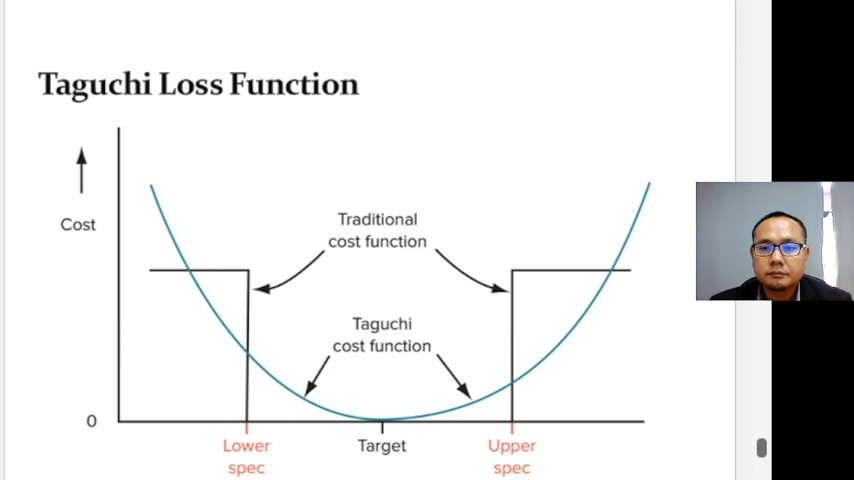 Taguchi Loss Function
Cost
Traditional
cost function
Taguchi
cost function
0
Lower
spec
Target
Upper
spec